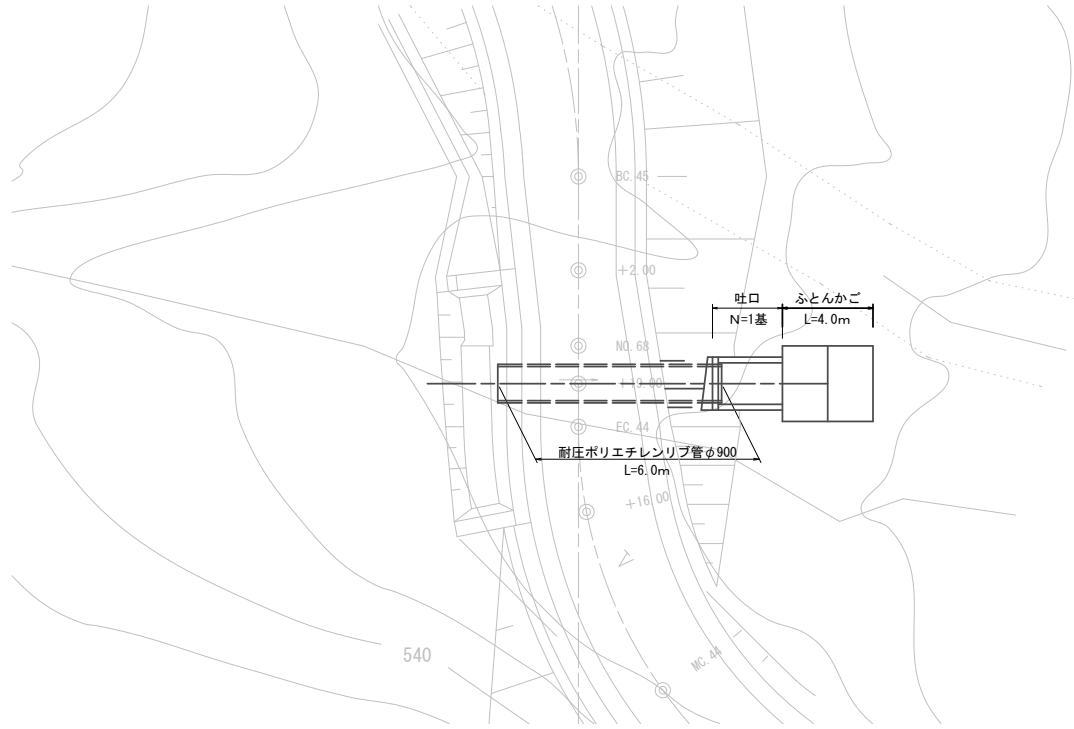 BC.45
+2.00
吐口
ふとんかご
N=1基
L=4.0m
NO.68
+13.00
EC.44
耐圧ポリエチレンリブ管φ900
L=6.0m
+16.00
540
MC.44